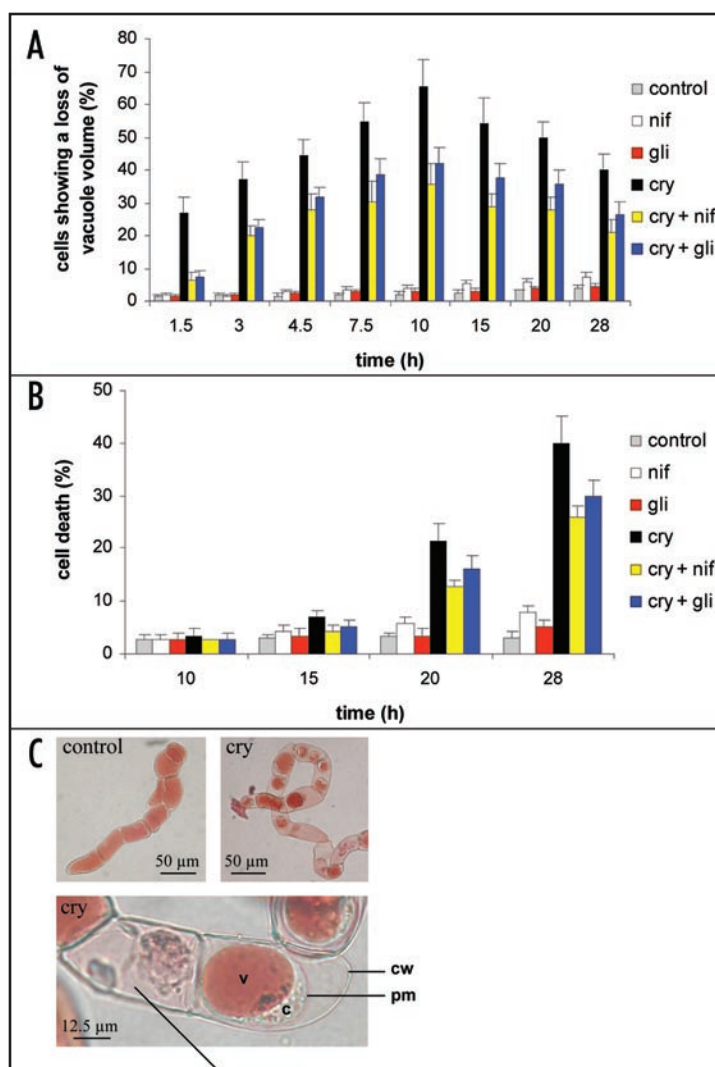 A
cells showing a loss of
vacuole volume (%)
80
70
60
50
40
30
20
10
0
1.5 3 4.5 7.5 10 15 20 28
time (h)
control
nif
gli
cry
cry + nif
cry + gli
B
cell death (%)
50
40
30
20
10
0
10 15 20 28
time (h)
control
nif
gli
cry
cry + nif
cry + gli
C
control
50 µm
cry
50 µm
cry
v
c
cw
pm
12.5 µm